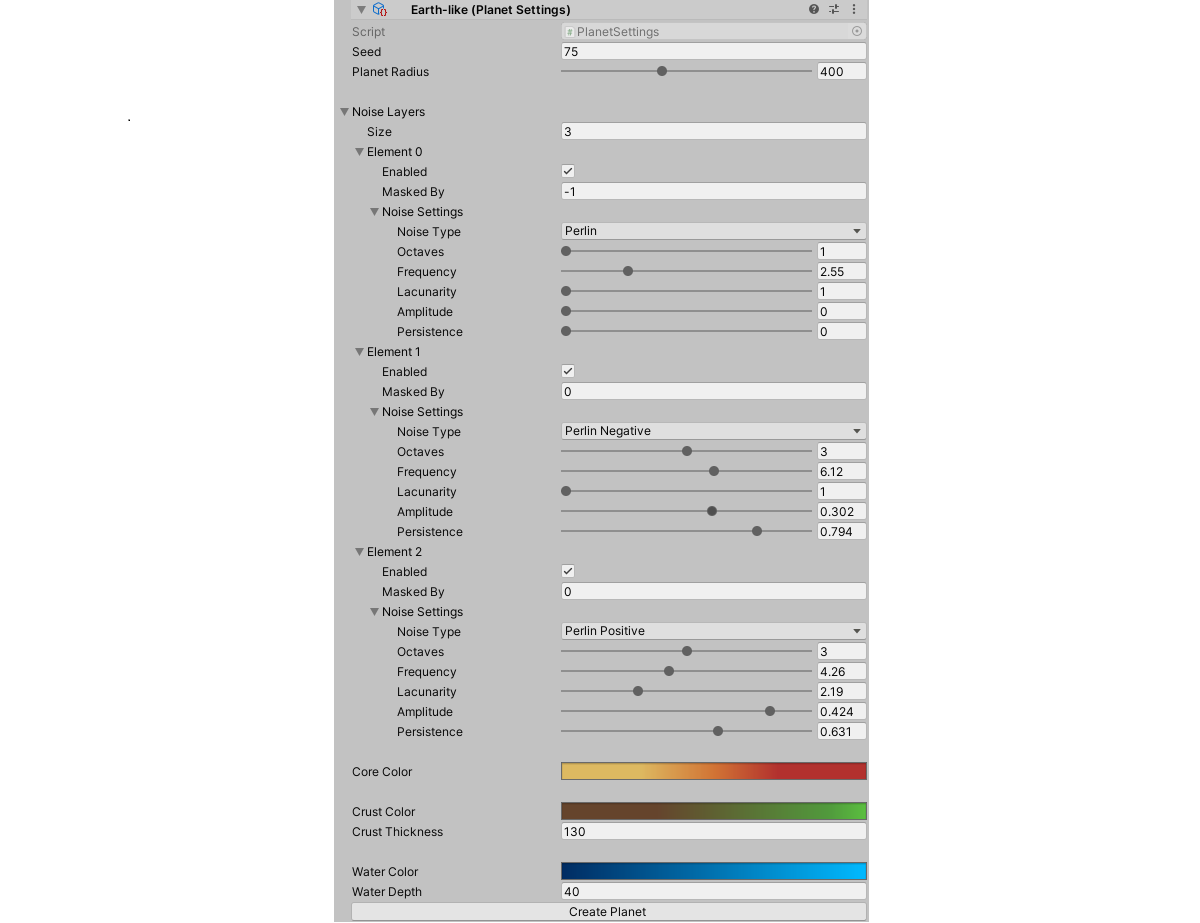 Earth-like (Planet Settings)
Script PlanetSettings
Seed 75
Planet Radius 400
.
Noise Layers
Size 3
Element 0
Enabled
Masked By -1
Noise Settings
Noise Type Perlin
Octaves 1
Frequency 2.55
Lacunarity 1
Amplitude 0
Persistence 0
Element 1
Enabled
Masked By 0
Noise Settings
Noise Type Perlin Negative
Octaves 3
Frequency 6.12
Lacunarity 1
Amplitude 0.302
Persistence 0.794
Element 2
Enabled
Masked By 0
Noise Settings
Noise Type Perlin Positive
Octaves 3
Frequency 4.26
Lacunarity 2.19
Amplitude 0.424
Persistence 0.631
Core Color
Crust Color
Crust Thickness 130
Water Color
Water Depth 40
Create Planet